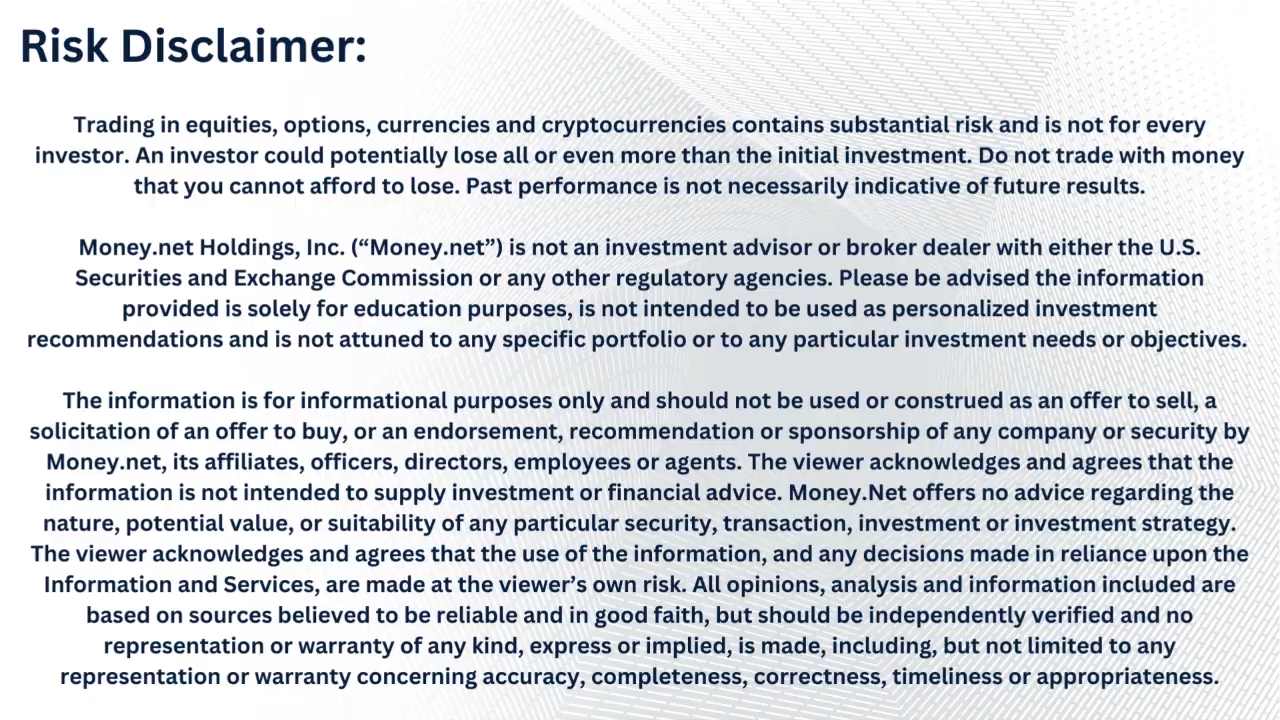 Risk Disclaimer:
Trading in equities, options, currencies and cryptocurrencies contains substantial risk and is not for every
investor. An investor could potentially lose all or even more than the initial investment. Do not trade with money
that you cannot afford to lose. Past performance is not necessarily indicative of future results.
Money.net Holdings, Inc. (“Money.net”) is not an investment advisor or broker dealer with either the U.S.
Securities and Exchange Commission or any other regulatory agencies. Please be advised the information
provided is solely for education purposes, is not intended to be used as personalized investment
recommendations and is not attuned to any specific portfolio or to any particular investment needs or objectives.
The information is for informational purposes only and should not be used or construed as an offer to sell, a
solicitation of an offer to buy, or an endorsement, recommendation or sponsorship of any company or security by
Money.net, its affiliates, officers, directors, employees or agents. The viewer acknowledges and agrees that the
information is not intended to supply investment or financial advice. Money.Net offers no advice regarding the
nature, potential value, or suitability of any particular security, transaction, investment or investment strategy.
The viewer acknowledges and agrees that the use of the information, and any decisions made in reliance upon the
Information and Services, are made at the viewer’s own risk. All opinions, analysis and information included are
based on sources believed to be reliable and in good faith, but should be independently verified and no
representation or warranty of any kind, express or implied, is made, including, but not limited to any
representation or warranty concerning accuracy, completeness, correctness, timeliness or appropriateness.